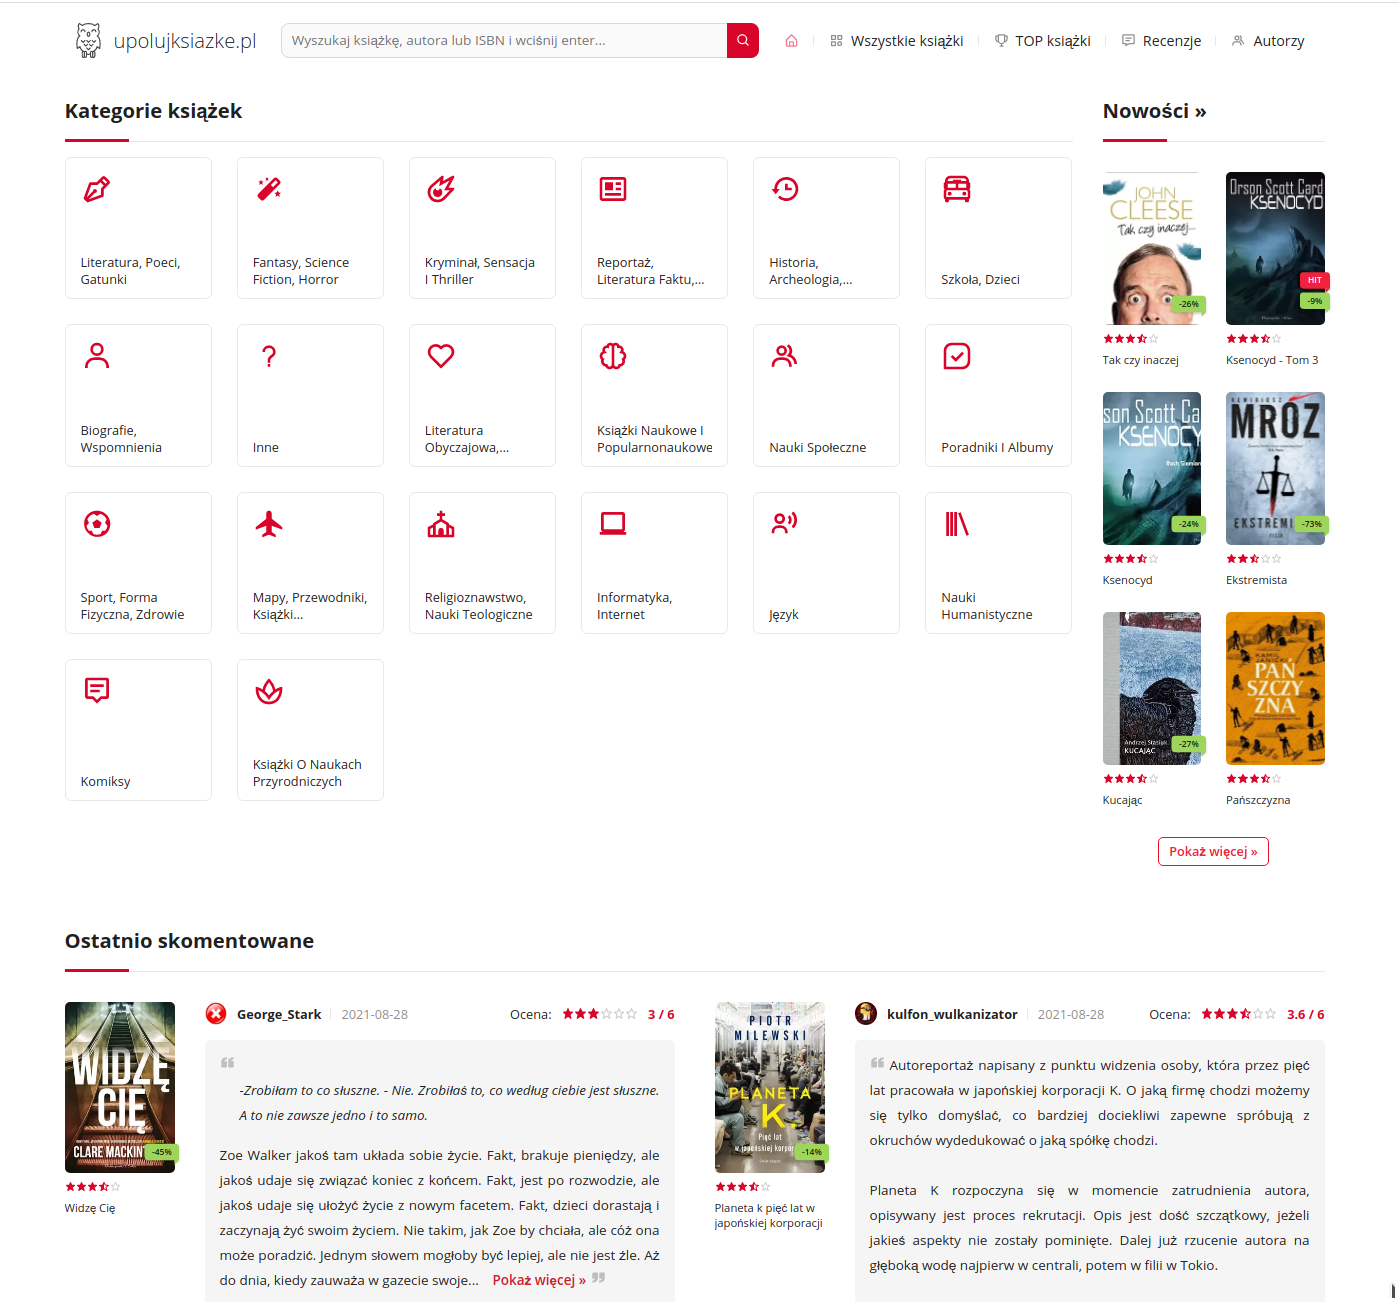 upolujksiazke.pl
Wyszukaj książkę, autora lub ISBN i wciśnij enter...
Wszystkie książki
TOP książki
Recenzje
Autorzy
Kategorie książek
Literatura, Poeci,
Gatunki
Fantasy, Science
Fiction, Horror
Kryminał, Sensacja
I Thriller
Reportaż,
Literatura Faktu,...
Historia,
Archeologia,...
Szkoła, Dzieci
Biografie,
Wspomnienia
?
Inne
Literatura
Obyczajowa,...
Książki Naukowe I
Popularnonaukowe
Nauki Społeczne
Poradniki I Albumy
Sport, Forma
Fizyczna, Zdrowie
Mapy, Przewodniki,
Książki...
Religioznawstwo,
Nauki Teologiczne
Informatyka,
Internet
Język
Nauki
Humanistyczne
Komiksy
Książki O Naukach
Przyrodniczych
Nowości »
JOHN
CLEESE
Tak czy inaczej...
-26%
Tak czy inaczej
Orson Scott Card
KSENOCYD
HIT
-9%
Ksenocyd - Tom 3
son Scott Ca
KSENOCY
-24%
Ksenocyd
REMIGIUSZ
MRÓZ
EKSTREMI
-73%
Ekstremista
Andrzej Stasiuk
KUCAJĄC
-27%
Kucając
KAMIL
JANICKI
PAŃ
SZCZY
ZNA
Pańszczyzna
Pokaż więcej »
Ostatnio skomentowane
WIDZĘ
CIĘ
CLARE MACKINT
-45%
Widzę Cię
George_Stark
2021-08-28
Ocena:
3 / 6
-Zrobiłam to co słuszne. - Nie. Zrobiłaś to, co według ciebie jest słuszne.
A to nie zawsze jedno i to samo.
Zoe Walker jakoś tam układa sobie życie. Fakt, brakuje pieniędzy, ale
jakoś udaje się związać koniec z końcem. Fakt, jest po rozwodzie, ale
jakoś udaje się ułożyć życie z nowym facetem. Fakt, dzieci dorastają i
zaczynają żyć swoim życiem. Nie takim, jak Zoe by chciała, ale cóż ona
może poradzić. Jednym słowem mogłoby być lepiej, ale nie jest źle. Aż
do dnia, kiedy zauważa w gazecie swoje... Pokaż więcej »
PIOTR
MILEWSKI
PLANETA
K.
Pięć lat
w japońskiej korpor
-14%
Planeta k pięć lat w
japońskiej korporacji
kulfon_wulkanizator
2021-08-28
Ocena:
3.6 / 6
Autoreportaż napisany z punktu widzenia osoby, która przez pięć
lat pracowała w japońskiej korporacji K. O jaką firmę chodzi możemy
się tylko domyślać, co bardziej dociekliwi zapewne spróbują z
okruchów wydedukować o jaką spółkę chodzi.
Planeta K rozpoczyna się w momencie zatrudnienia autora,
opisywany jest proces rekrutacji. Opis jest dość szczątkowy, jeżeli
jakieś aspekty nie zostały pominięte. Dalej już rzucenie autora na
głęboką wodę najpierw w centrali, potem w filii w Tokio.